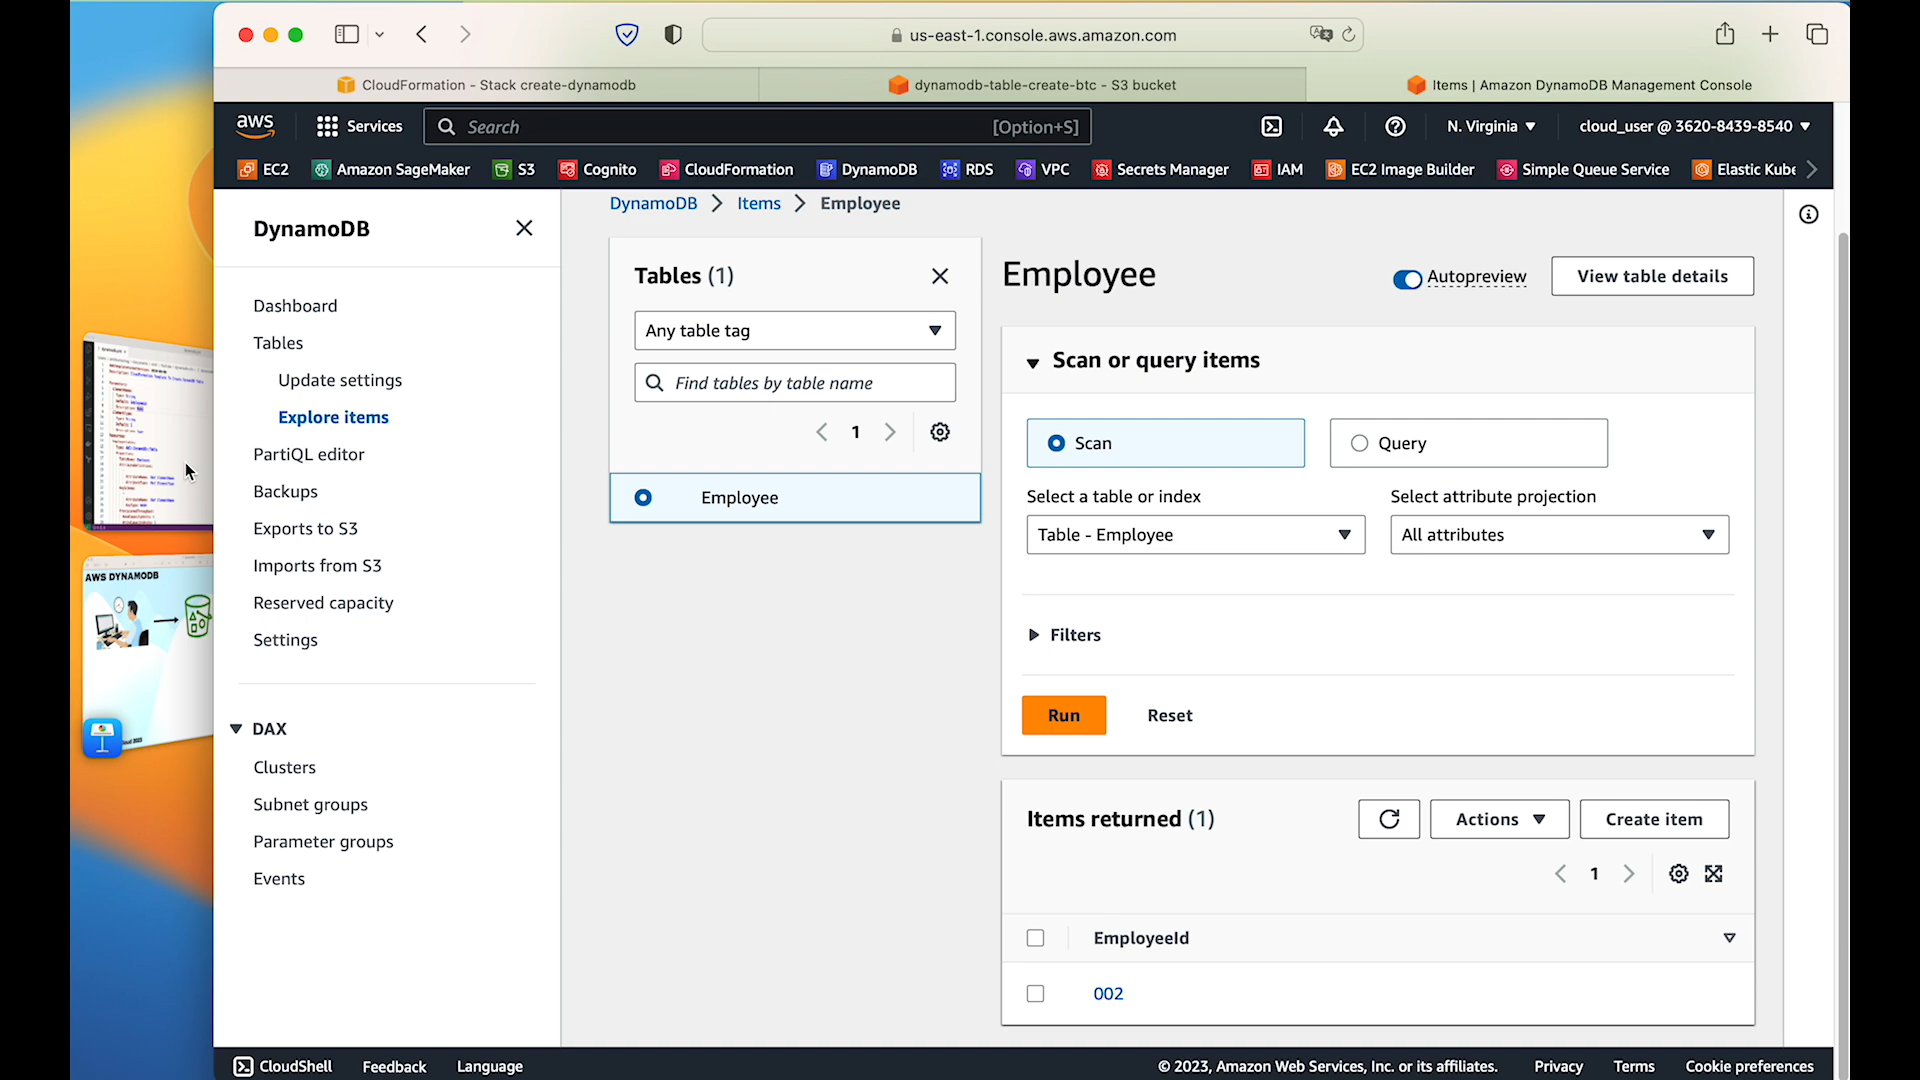 us-east-1.console.aws.amazon.com
CloudFormation - Stack create-dynamodb
dynamodb-table-create-btc - S3 bucket
Items | Amazon DynamoDB Management Console
aws
Services
Search
[Option+S]
N. Virginia
cloud_user @ 3620-8439-8540
EC2
Amazon SageMaker
S3
Cognito
CloudFormation
DynamoDB
RDS
VPC
Secrets Manager
IAM
EC2 Image Builder
Simple Queue Service
Elastic Kube
DynamoDB
Dashboard
Tables
Update settings
Explore items
PartiQL editor
Backups
Exports to S3
Imports from S3
Reserved capacity
Settings
DAX
Clusters
Subnet groups
Parameter groups
Events
DynamoDB
Items
Employee
Tables (1)
Any table tag
Find tables by table name
1
Employee
Employee
Autopreview
View table details
Scan or query items
Scan
Query
Select a table or index
Select attribute projection
Table - Employee
All attributes
Filters
Run
Reset
Items returned (1)
Actions
Create item
1
EmployeeId
002
AWS DYNAMODB
CloudShell
Feedback
Language
© 2023, Amazon Web Services, Inc. or its affiliates.
Privacy
Terms
Cookie preferences